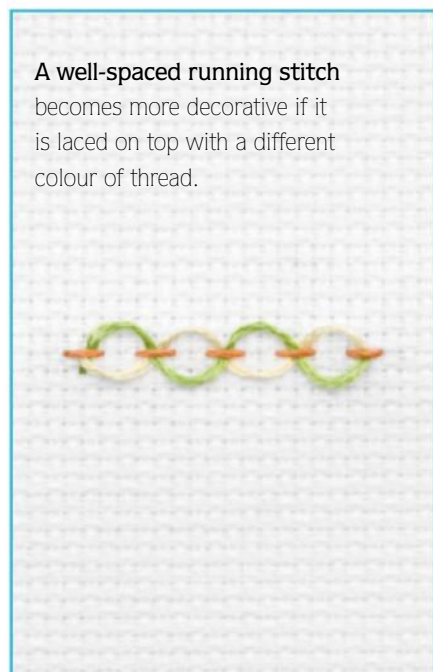 A well-spaced running stitch
becomes more decorative if it
is laced on top with a different
colour of thread.